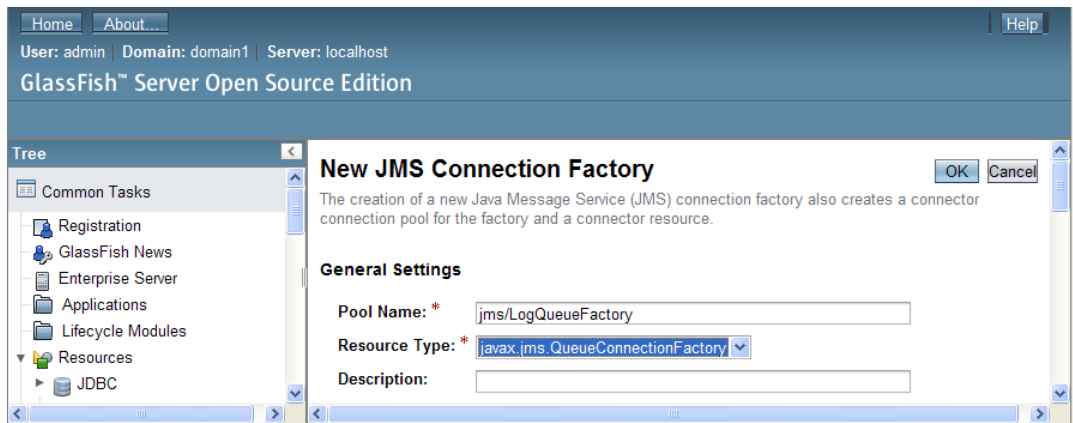 Home About... Help
User: admin Domain: domain1 Server: localhost
GlassFish™ Server Open Source Edition
Tree
Common Tasks
Registration
GlassFish News
Enterprise Server
Applications
Lifecycle Modules
Resources
JDBC
New JMS Connection Factory
OK Cancel
The creation of a new Java Message Service (JMS) connection factory also creates a connector
connection pool for the factory and a connector resource.
General Settings
Pool Name: * jms/LogQueueFactory
Resource Type: * javax.jms.QueueConnectionFactory
Description: